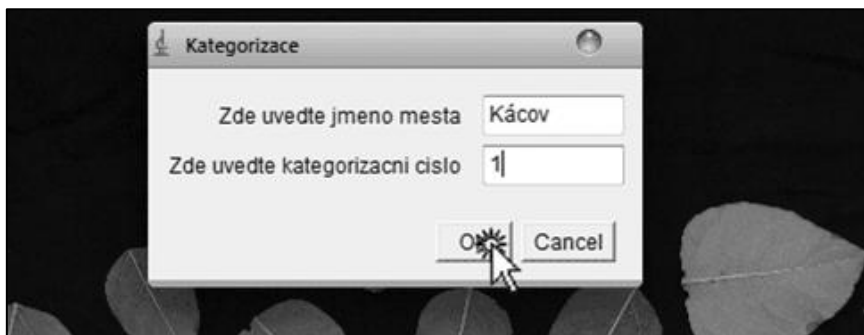 Kategorizace
Zde uvedte jmeno mesta Kácov
Zde uvedte kategorizacni cislo 1
Cancel